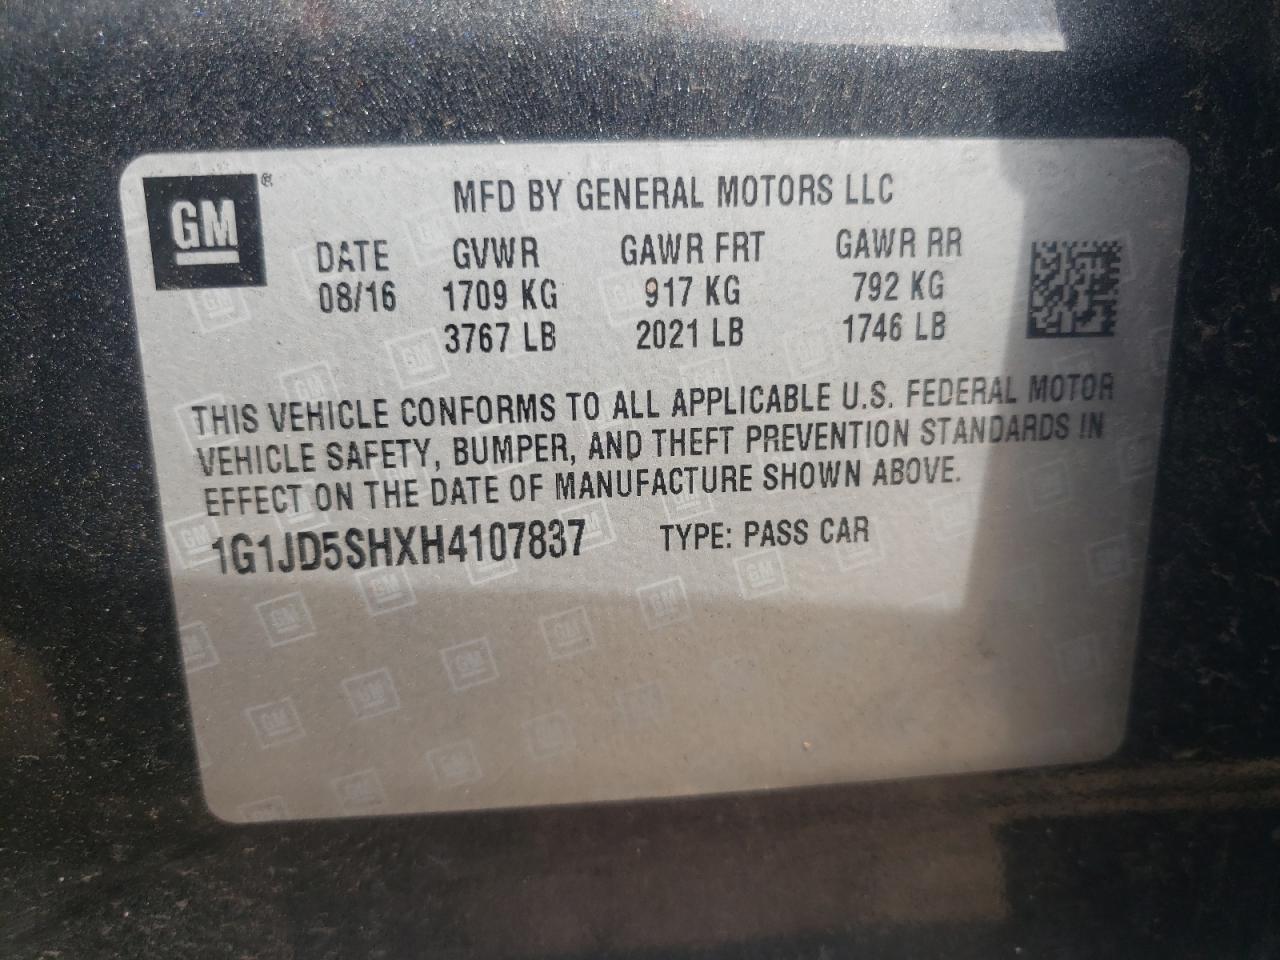 GM®
MFD BY GENERAL MOTORS LLC
DATE GVWR GAWR FRT GAWR RR
08/16 1709 KG 917 KG 792 KG
3767 LB 2021 LB 1746 LB
THIS VEHICLE CONFORMS TO ALL APPLICABLE U.S. FEDERAL MOTOR
VEHICLE SAFETY, BUMPER, AND THEFT PREVENTION STANDARDS IN
EFFECT ON THE DATE OF MANUFACTURE SHOWN ABOVE.
1G1JD5SHXH4107837 TYPE: PASS CAR